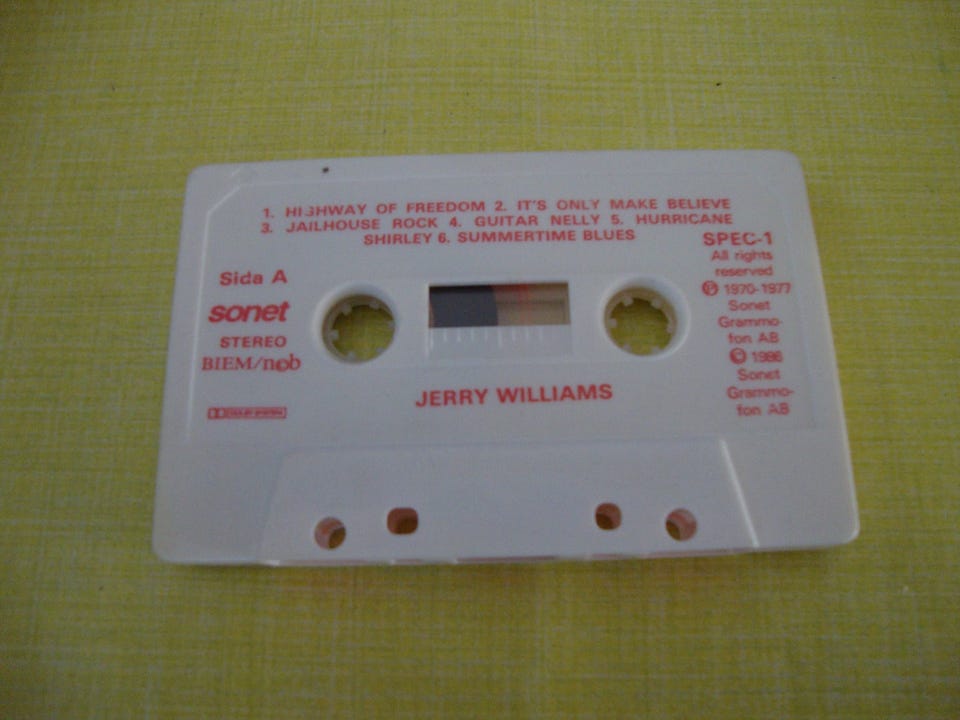 1. HIGHWAY OF FREEDOM 2. IT'S ONLY MAKE BELIEVE
3. JAILHOUSE ROCK 4. GUITAR NELLY 5. HURRICANE
SHIRLEY 6. SUMMERTIME BLUES
Sida A
sonet
STEREO
BIEM/n©b
DOLBY SYSTEM
SPEC-1
All rights
reserved
℗ 1970-1977
Sonet
Grammo-
fon AB
© 1986
Sonet
Grammo-
fon AB
JERRY WILLIAMS